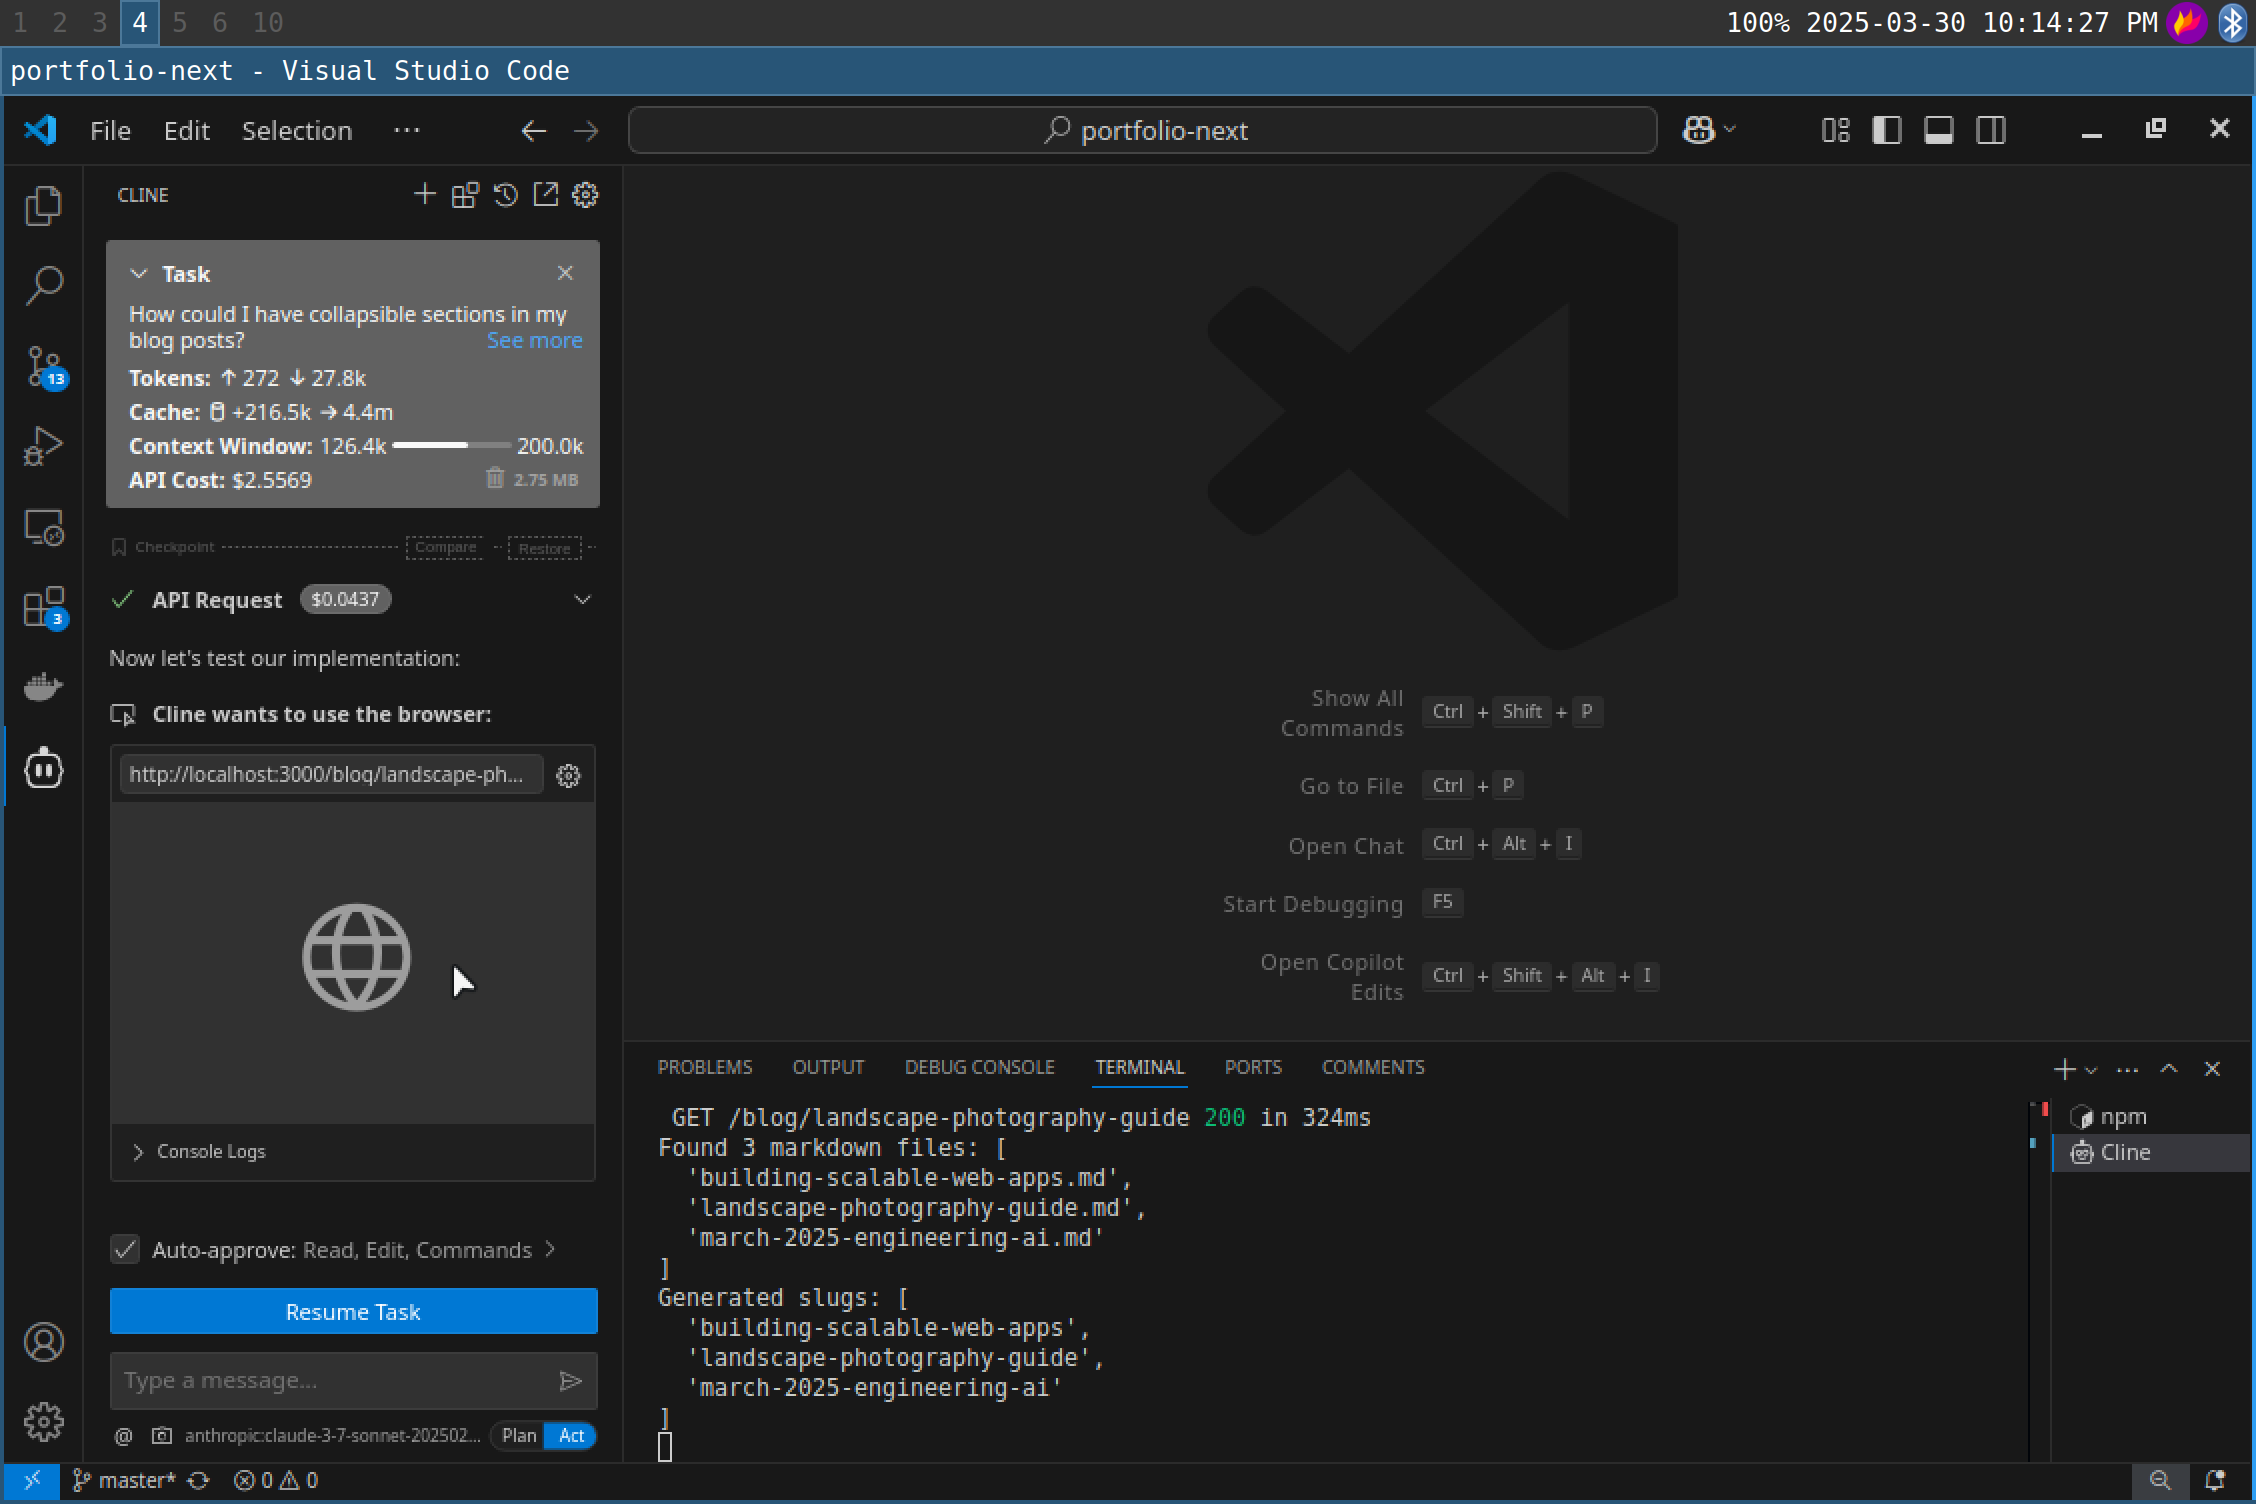 1 2 3 4 5 6 10
100% 2025-03-30 10:14:27 PM
portfolio-next - Visual Studio Code
File Edit Selection ···
portfolio-next
CLINE
Task
How could I have collapsible sections in my
blog posts? See more
Tokens: ↑ 272 ↓ 27.8k
Cache: +216.5k → 4.4m
Context Window: 126.4k 200.0k
API Cost: $2.5569 2.75 MB
Checkpoint Compare Restore
API Request $0.0437
Now let's test our implementation:
Cline wants to use the browser:
http://localhost:3000/blog/landscape-ph...
Console Logs
Auto-approve: Read, Edit, Commands
Resume Task
Type a message...
@ anthropic:claude-3-7-sonnet-202502... Plan Act
13
3
Show All
Commands Ctrl + Shift + P
Go to File Ctrl + P
Open Chat Ctrl + Alt + I
Start Debugging F5
Open Copilot
Edits Ctrl + Shift + Alt + I
PROBLEMS OUTPUT DEBUG CONSOLE TERMINAL PORTS COMMENTS
GET /blog/landscape-photography-guide 200 in 324ms
Found 3 markdown files: [
'building-scalable-web-apps.md',
'landscape-photography-guide.md',
'march-2025-engineering-ai.md'
]
Generated slugs: [
'building-scalable-web-apps',
'landscape-photography-guide',
'march-2025-engineering-ai'
]
npm
Cline
master* 0 0